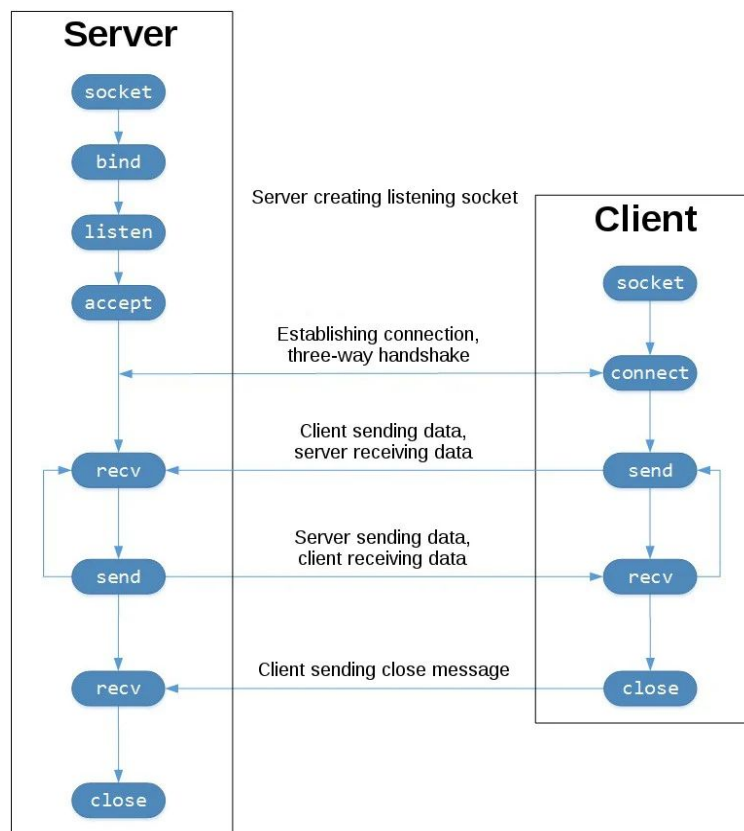 Server
socket
bind
Server creating listening socket
listen
Client
accept
socket
Establishing connection,
three-way handshake
connect
Client sending data,
server receiving data
recv
send
Server sending data,
client receiving data
send
recv
Client sending close message
recv
close
close